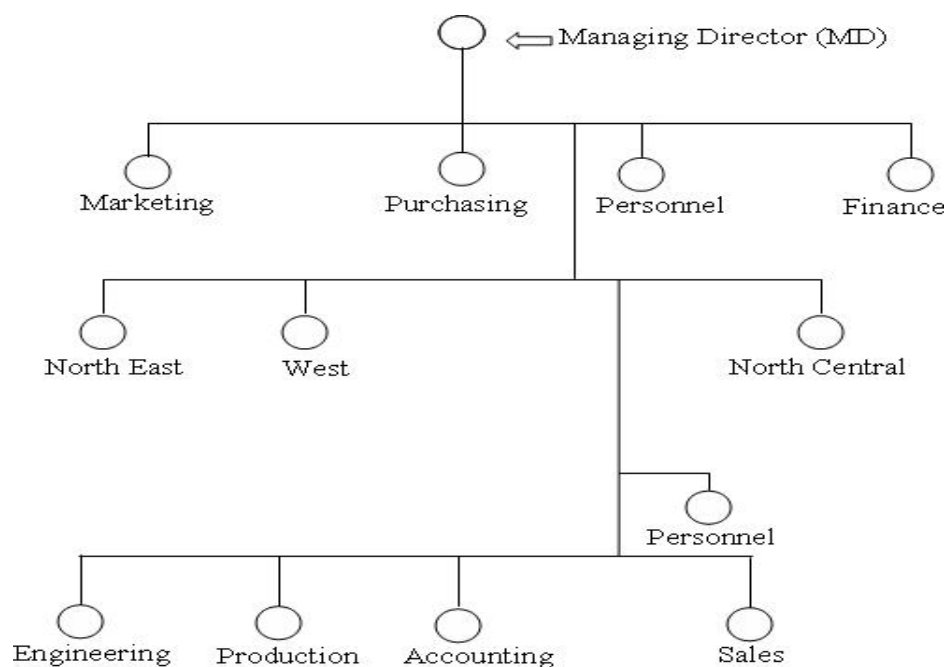 Managing Director (MD)
Marketing
Purchasing
Personnel
Finance
North East
West
North Central
Personnel
Engineering
Production
Accounting
Sales